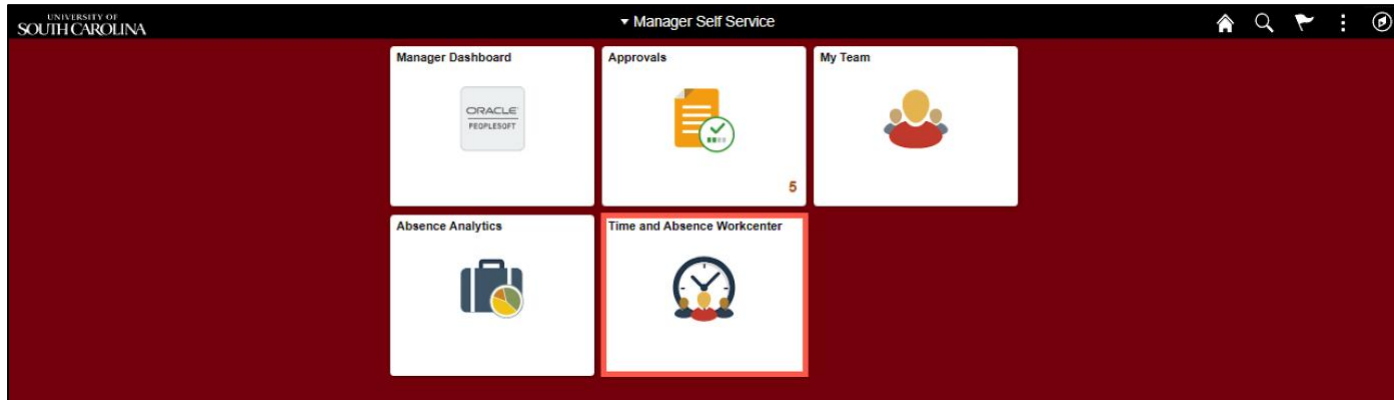 UNIVERSITY OF
SOUTH CAROLINA
Manager Self Service
Manager Dashboard
ORACLE
PEOPLESOFT
Approvals
5
My Team
Absence Analytics
Time and Absence Workcenter